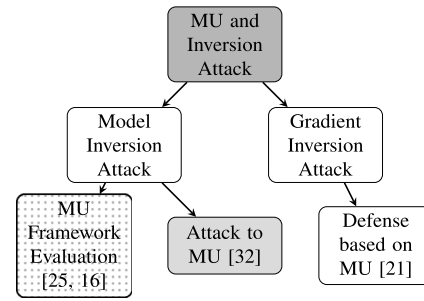 MU and
Inversion
Attack
Model
Inversion
Attack
Gradient
Inversion
Attack
MU
Framework
Evaluation
[25, 16]
Attack to
MU [32]
Defense
based on
MU [21]